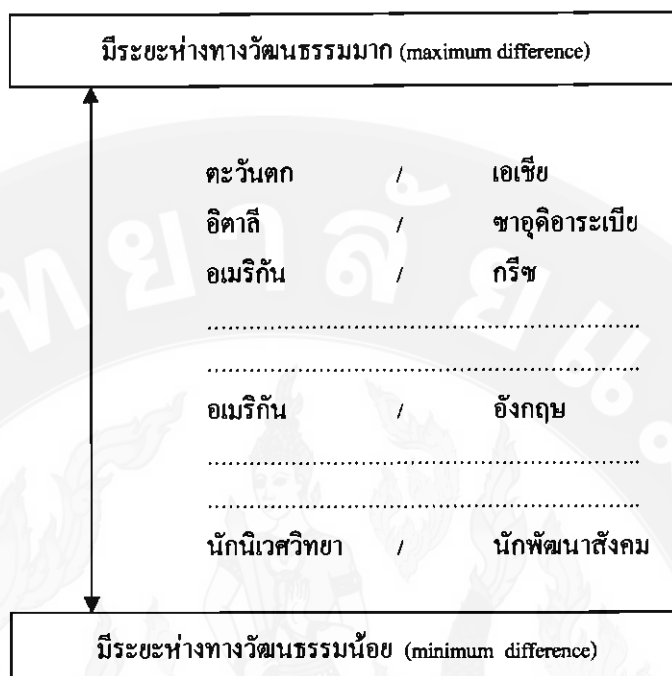 มีระยะห่างทางวัฒนธรรมมาก (maximum difference)
ตะวันตก / เอเชีย
อิตาลี / ซาอุดิอาระเบีย
อเมริกัน / กรีซ
..............................................................
..............................................................
อเมริกัน / อังกฤษ
..............................................................
..............................................................
นักนิเวศวิทยา / นักพัฒนาสังคม
มีระยะห่างทางวัฒนธรรมน้อย (minimum difference)